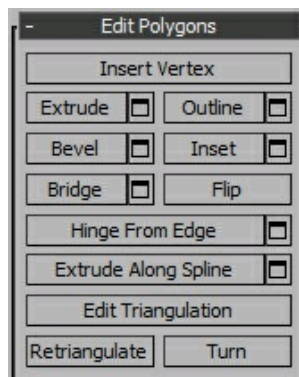 - Edit Polygons
Insert Vertex
Extrude Outline
Bevel Inset
Bridge Flip
Hinge From Edge
Extrude Along Spline
Edit Triangulation
Retriangulate Turn